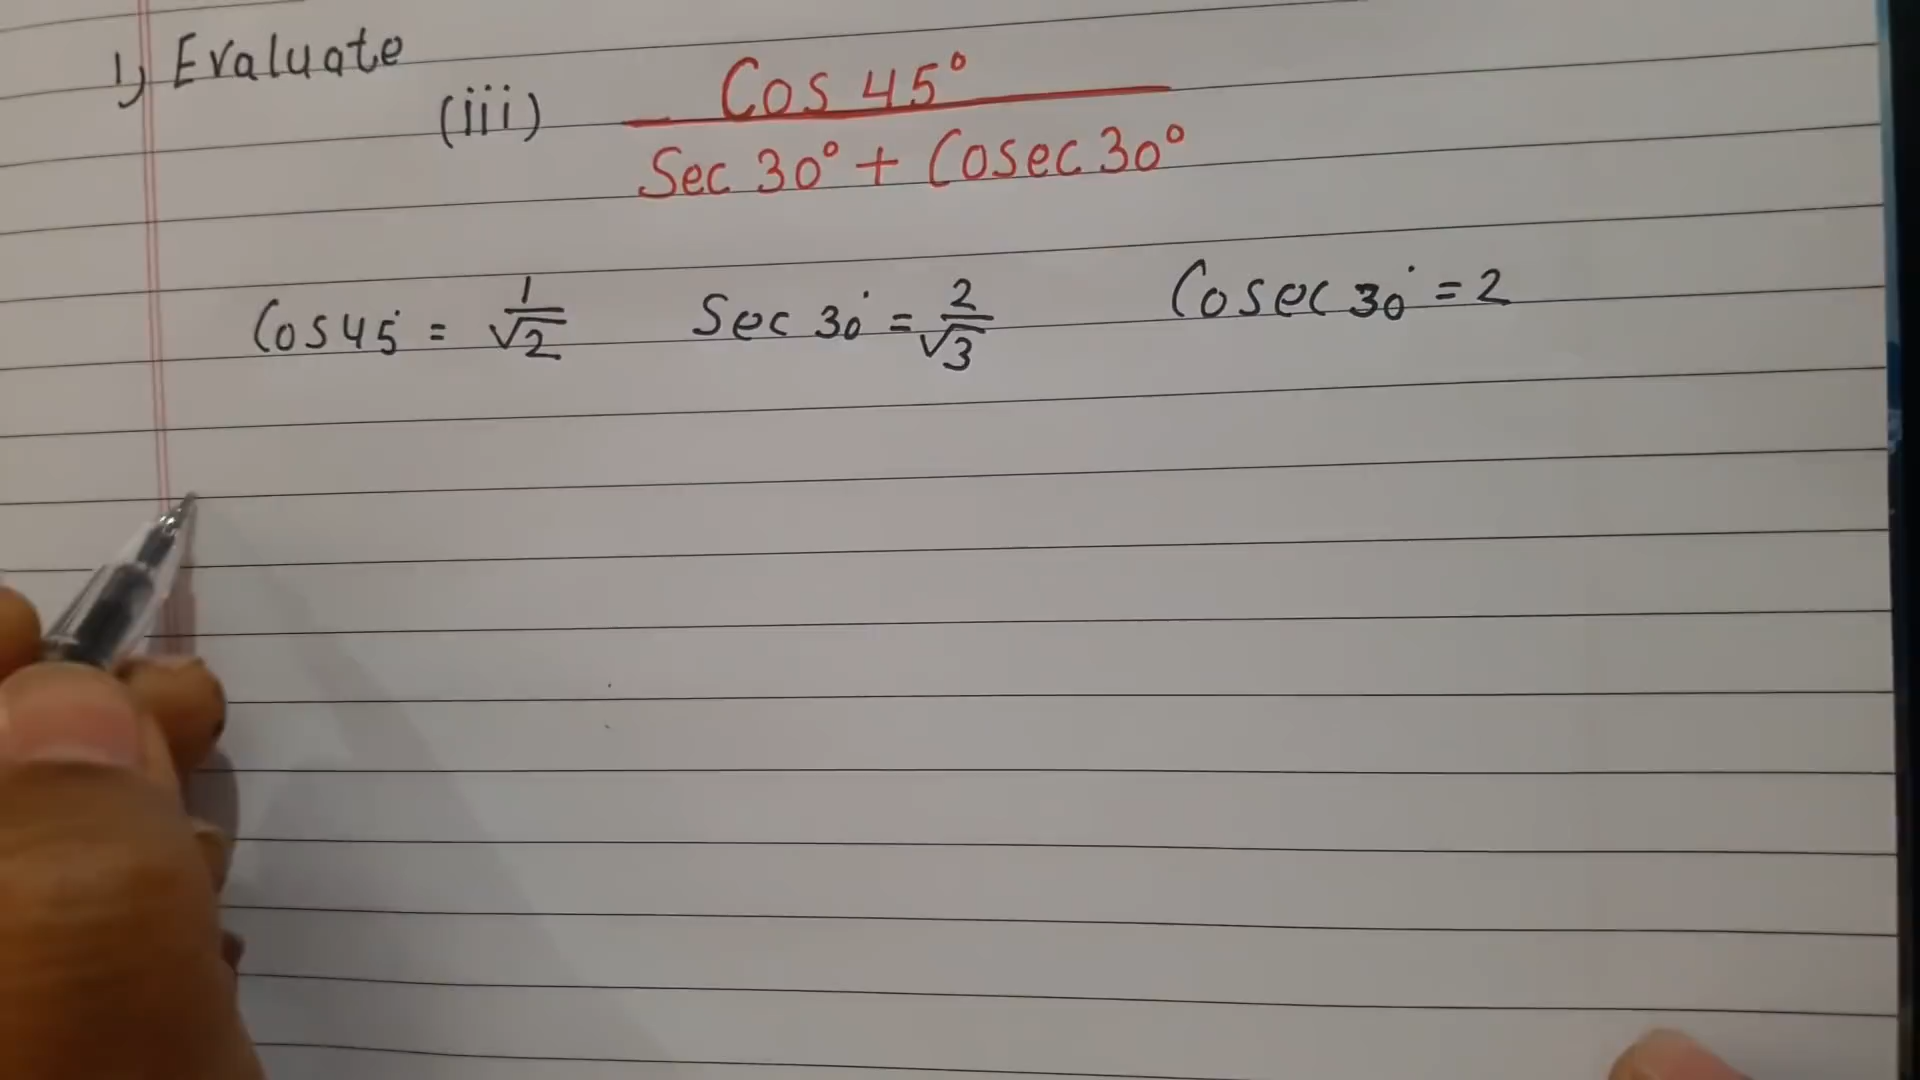 1) Evaluate
(iii) Cos 45°
Sec 30° + Cosec 30°
Cos 45° = 1/√2 Sec 30° = 2/√3 Cosec 30° = 2